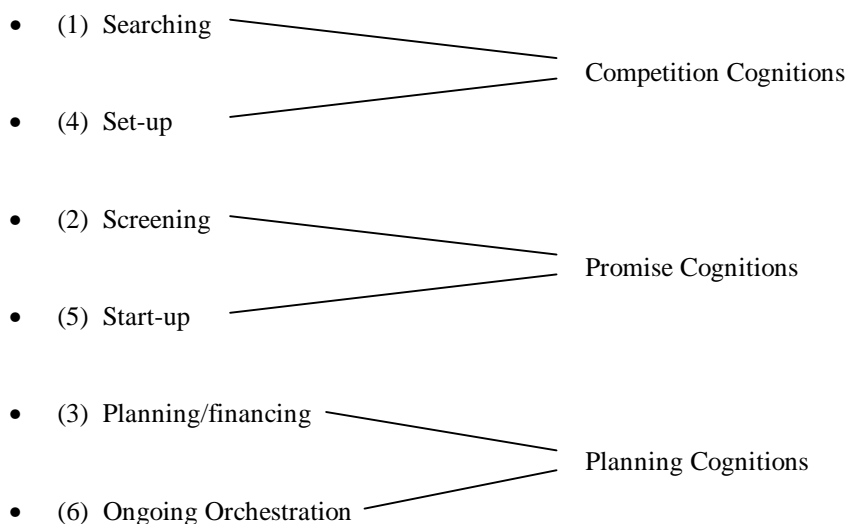 • (1) Searching
Competition Cognitions
• (4) Set-up
• (2) Screening
Promise Cognitions
• (5) Start-up
• (3) Planning/financing
Planning Cognitions
• (6) Ongoing Orchestration